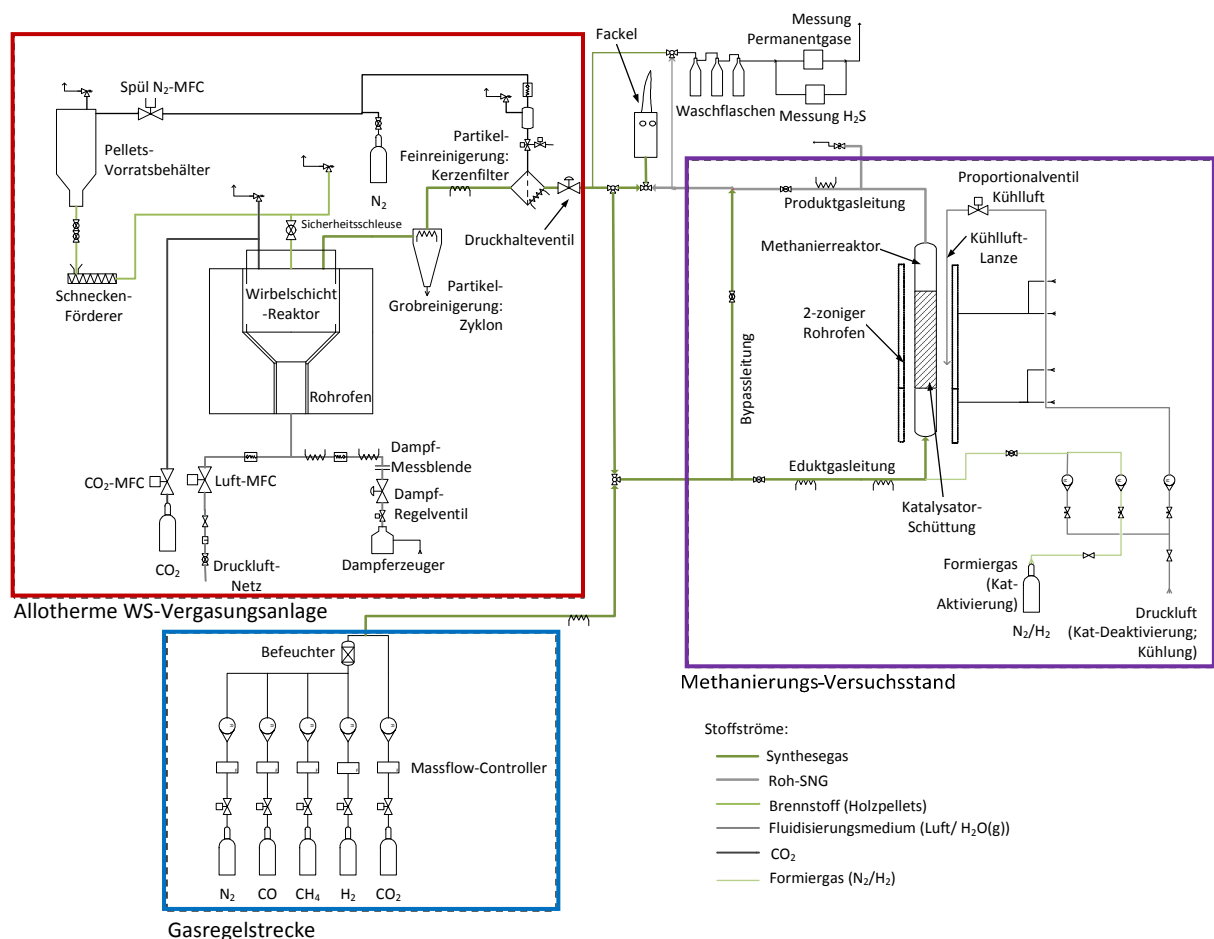 Messung
Permanentgase
Fackel
Waschflaschen
Messung H₂S
Spül N₂-MFC
Pellets-
Vorratsbehälter
N₂
Partikel-
Feinreinigerung:
Kerzenfilter
Druckhalteventil
Sicherheitsschleuse
Schnecken-
Förderer
Wirbelschicht
-Reaktor
Partikel-
Grobreinigerung:
Zyklon
Rohrofen
CO₂-MFC
Luft-MFC
Dampf-
Messblende
Dampf-
Regelventil
Dampferzeuger
CO₂
Druckluft-
Netz
Allotherme WS-Vergasungsanlage
Produktgasleitung
Proportionalventil
Kühlluft
Methanierreaktor
Kühlluft-
Lanze
2-zoniger
Rohrofen
Bypassleitung
Eduktgasleitung
Katalysator-
Schüttung
Formiergas
(Kat-
Aktivierung)
N₂/H₂
Druckluft
(Kat-Deaktivierung;
Kühlung)
Methanierungs-Versuchsstand
Befeuchter
Massflow-Controller
N₂
CO
CH₄
H₂
CO₂
Gasregelstrecke
Stoffströme:
Synthesegas
Roh-SNG
Brennstoff (Holzpellets)
Fluidisierungsmedium (Luft/ H₂O(g))
CO₂
Formiergas (N₂/H₂)